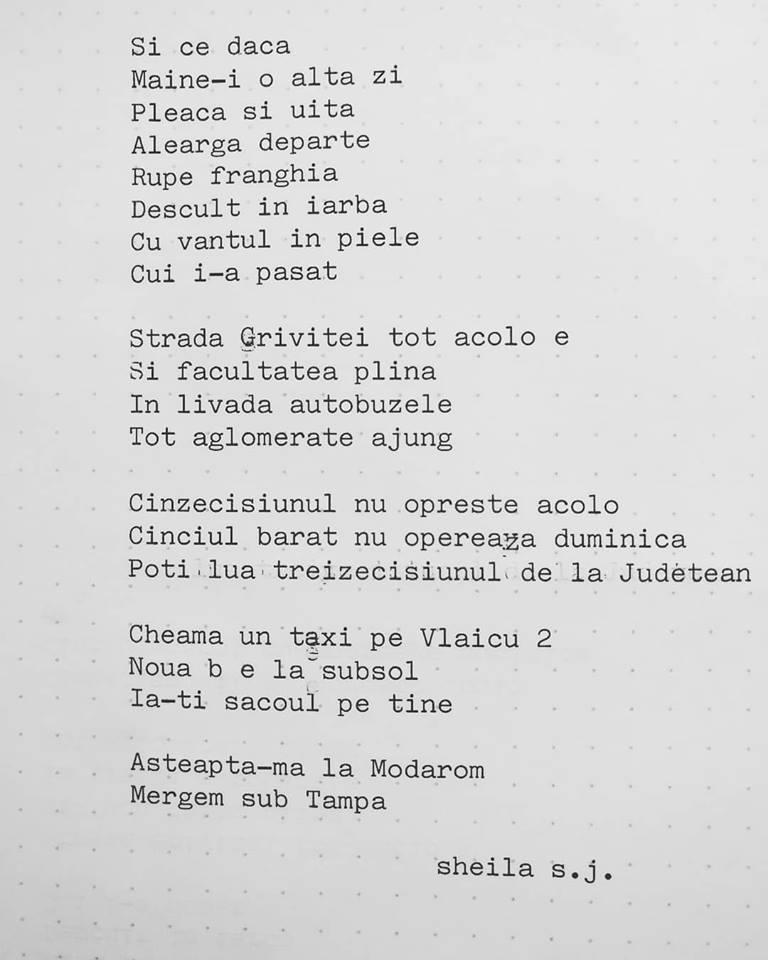 Si ce daca
Maine-i o alta zi
Pleaca si uita
Alearga departe
Rupe franghia
Descult in iarba
Cu vantul in piele
Cui i-a pasat
Strada Grivitei tot acolo e
Si facultatea plina
In livada autobuzele
Tot aglomerate ajung
Cinzecisiunul nu opreste acolo
Cinciul barat nu opereaza duminica
Poti lua treizecisiunul de la Judetean
Cheama un taxi pe Vlaicu 2
Noua b e la subsol
Ia-ti sacoul pe tine
Asteapta-ma la Modarom
Mergem sub Tampa
sheila s.j.